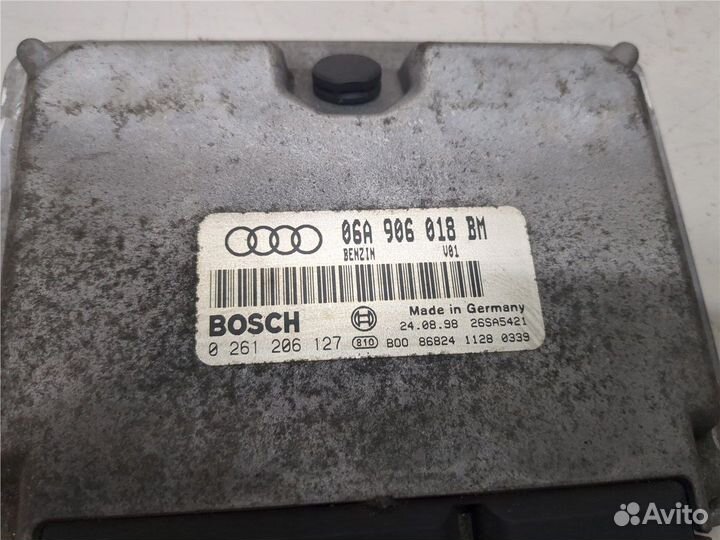 06A 906 018 BM
BENZIN V01
BOSCH Made in Germany
24.08.98 26SA5421
0 261 206 127 810 B00 86824 1128 0339
Avito